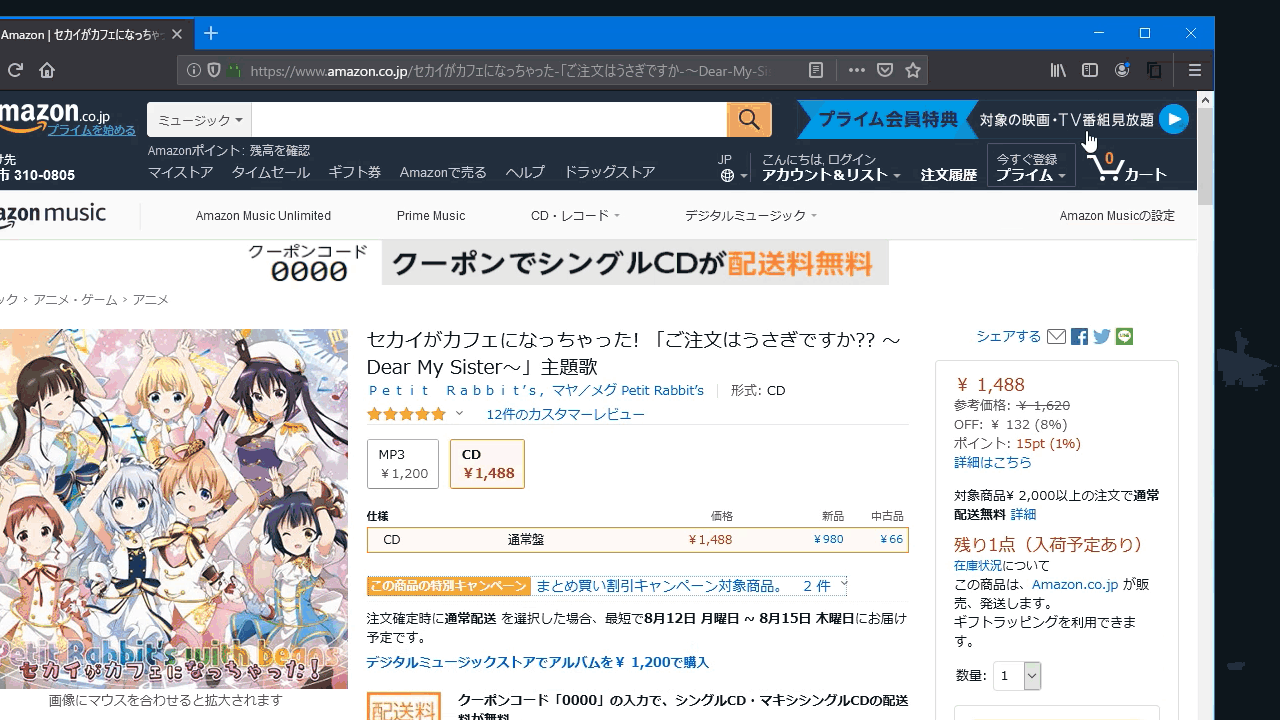 Amazon | セカイがカフェになっちゃっ
https://www.amazon.co.jp/セカイがカフェになっちゃった-「ご注文はうさぎですか-～Dear-My-Si
mazon.co.jp
プライムを始める
ミュージック
プライム会員特典
対象の映画・TV番組見放題
け先
市 310-0805
Amazonポイント: 残高を確認
マイストア タイムセール ギフト券 Amazonで売る ヘルプ ドラッグストア
JP
こんにちは, ログイン
アカウント&リスト
注文履歴
今すぐ登録
プライム
0
カート
azon music
Amazon Music Unlimited
Prime Music
CD・レコード
デジタルミュージック
Amazon Musicの設定
クーポンコード
0000
クーポンでシングルCDが配送料無料
ック › アニメ・ゲーム › アニメ
セカイがカフェになっちゃった! 「ご注文はうさぎですか?? ～
Dear My Sister～」主題歌
Ｐｅｔｉｔ　Ｒａｂｂｉｔ’ｓ, マヤ／メグ Petit Rabbit’s
形式: CD
12件のカスタマーレビュー
MP3
￥1,200
CD
￥1,488
仕様 価格 新品 中古品
CD 通常盤 ￥1,488 ￥980 ￥66
この商品の特別キャンペーン まとめ買い割引キャンペーン対象商品。 2 件
注文確定時に通常配送 を選択した場合、最短で8月12日 月曜日 ~ 8月15日 木曜日にお届け
予定です。
デジタルミュージックストアでアルバムを￥ 1,200で購入
配送料
クーポンコード「0000」の入力で、シングルCD・マキシシングルCDの配送
料が無料
Petit Rabbit's with beans
セカイがカフェになっちゃった!
画像にマウスを合わせると拡大されます
シェアする
￥ 1,488
参考価格: ￥ 1,620
OFF: ￥ 132 (8%)
ポイント: 15pt (1%)
詳細はこちら
対象商品¥ 2,000以上の注文で通常
配送無料 詳細
残り1点（入荷予定あり）
在庫状況について
この商品は、Amazon.co.jp が販
売、発送します。
ギフトラッピングを利用できま
す。
数量: 1